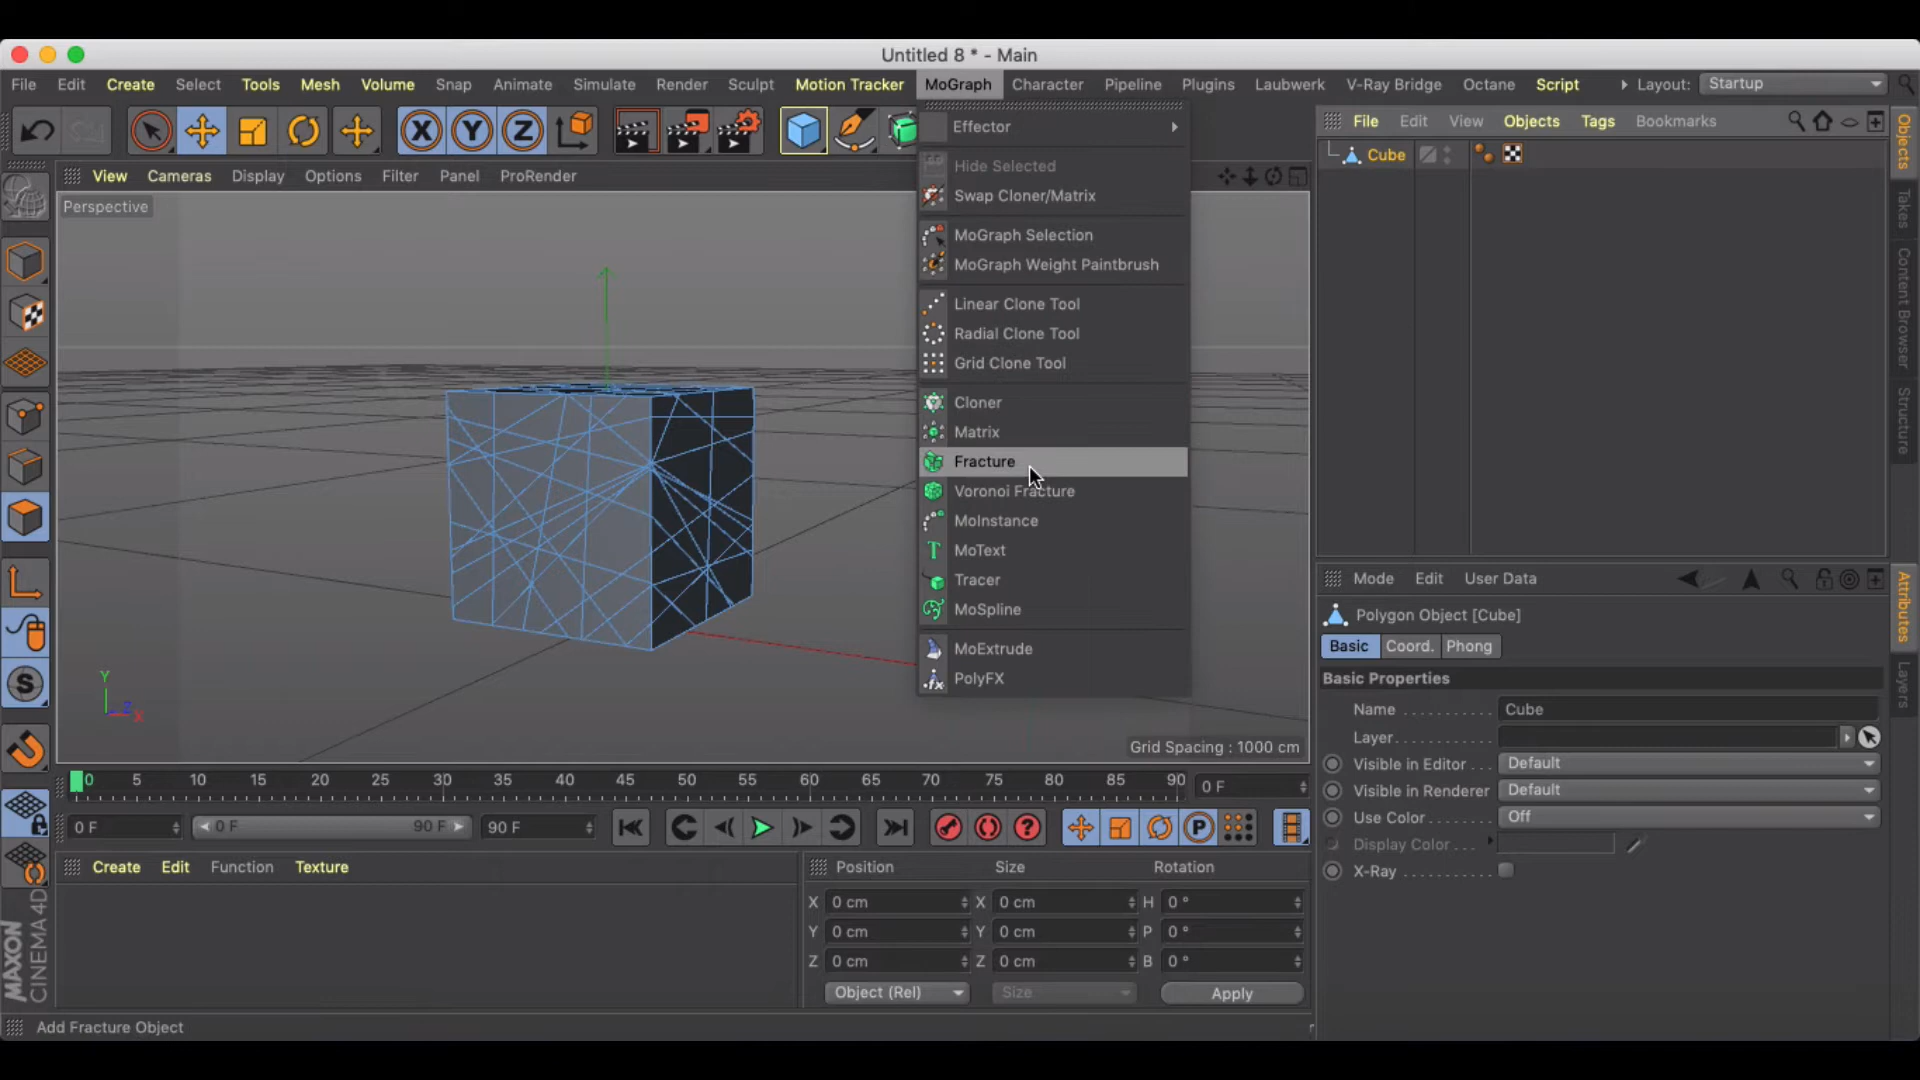 Untitled 8 * - Main
File Edit Create Select Tools Mesh Volume Snap Animate Simulate Render Sculpt Motion Tracker MoGraph Character Pipeline Plugins Laubwerk V-Ray Bridge Octane Script Layout: Startup
X Y Z
View Cameras Display Options Filter Panel ProRender
Perspective
Effector
Hide Selected
Swap Cloner/Matrix
MoGraph Selection
MoGraph Weight Paintbrush
Linear Clone Tool
Radial Clone Tool
Grid Clone Tool
Cloner
Matrix
Fracture
Voronoi Fracture
MoInstance
MoText
Tracer
MoSpline
MoExtrude
PolyFX
Y
Z
X
Grid Spacing : 1000 cm
File Edit View Objects Tags Bookmarks
Cube
Objects
Takes
Content Browser
Structure
Mode Edit User Data
Polygon Object [Cube]
Basic Coord. Phong
Basic Properties
Name Cube
Layer
Visible in Editor Default
Visible in Renderer Default
Use Color Off
Display Color
X-Ray
Attributes
Layers
0 5 10 15 20 25 30 35 40 45 50 55 60 65 70 75 80 85 90 0 F
0 F 0 F 90 F 90 F
Create Edit Function Texture
Position Size Rotation
X 0 cm X 0 cm H 0 °
Y 0 cm Y 0 cm P 0 °
Z 0 cm Z 0 cm B 0 °
Object (Rel) Size Apply
MAXON
CINEMA 4D
Add Fracture Object